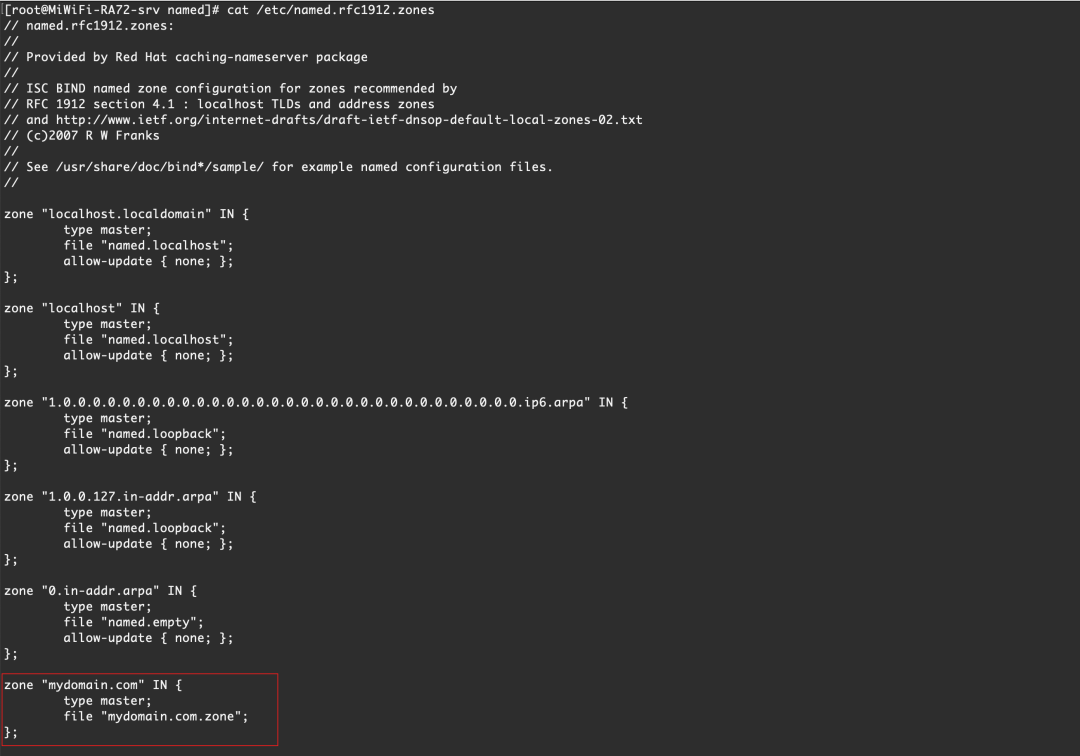 [root@MiWiFi-RA72-srv named]# cat /etc/named.rfc1912.zones
// named.rfc1912.zones:
//
// Provided by Red Hat caching-nameserver package
//
// ISC BIND named zone configuration for zones recommended by
// RFC 1912 section 4.1 : localhost TLDs and address zones
// and http://www.ietf.org/internet-drafts/draft-ietf-dnsop-default-local-zones-02.txt
// (c)2007 R W Franks
//
// See /usr/share/doc/bind*/sample/ for example named configuration files.
//
zone "localhost.localdomain" IN {
type master;
file "named.localhost";
allow-update { none; };
};
zone "localhost" IN {
type master;
file "named.localhost";
allow-update { none; };
};
zone "1.0.0.0.0.0.0.0.0.0.0.0.0.0.0.0.0.0.0.0.0.0.0.0.0.0.0.0.0.0.0.0.ip6.arpa" IN {
type master;
file "named.loopback";
allow-update { none; };
};
zone "1.0.0.127.in-addr.arpa" IN {
type master;
file "named.loopback";
allow-update { none; };
};
zone "0.in-addr.arpa" IN {
type master;
file "named.empty";
allow-update { none; };
};
zone "mydomain.com" IN {
type master;
file "mydomain.com.zone";
};